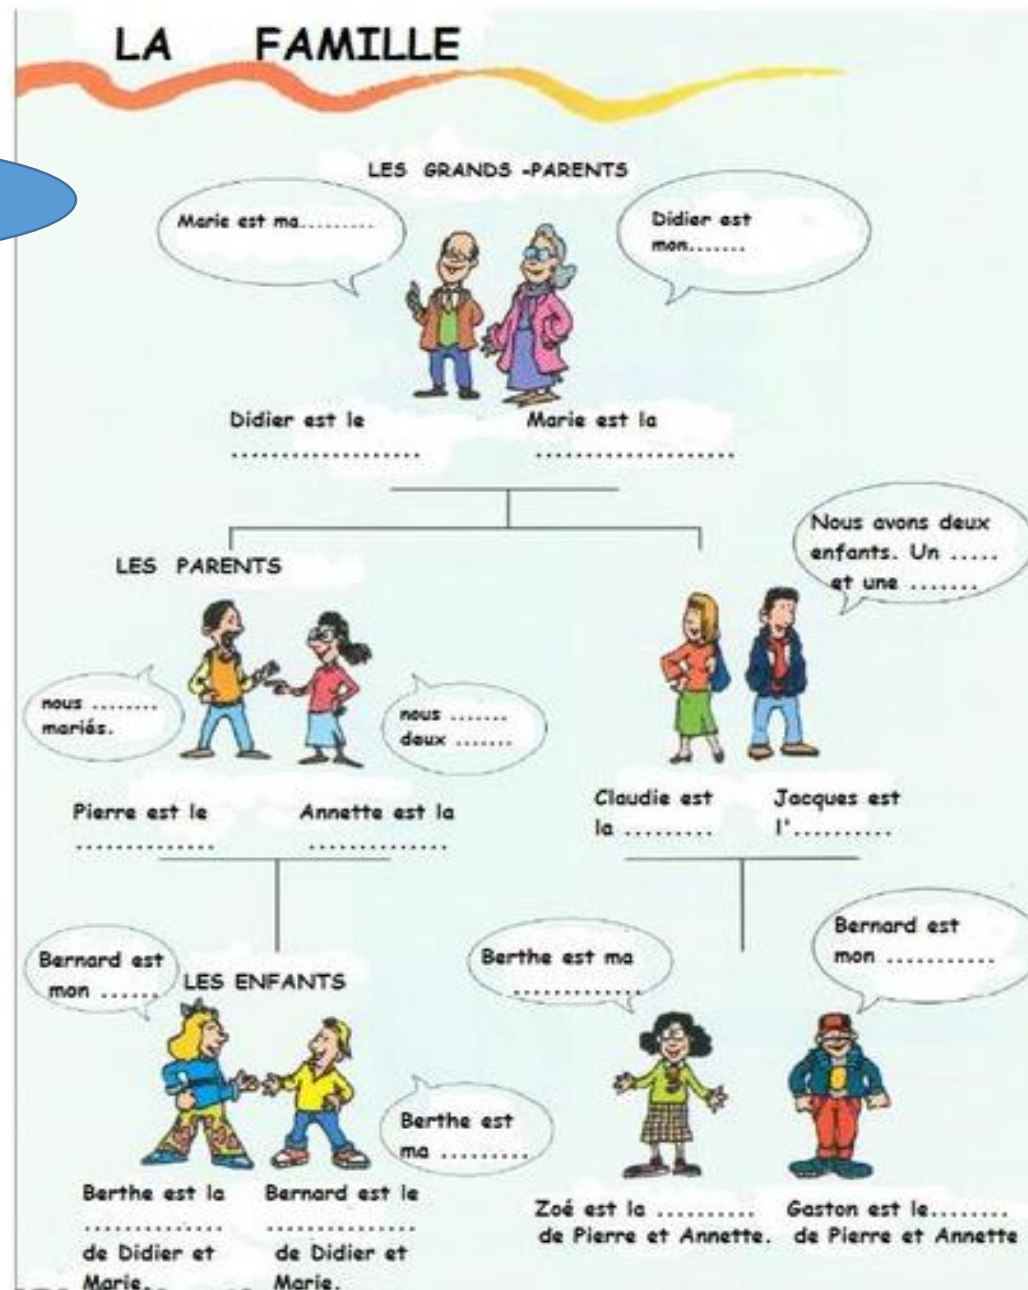 LA FAMILLE
LES GRANDS -PARENTS
Marie est ma.........
Didier est
mon.......
Didier est le
...................
Marie est la
....................
LES PARENTS
Nous avons deux
enfants. Un .....
et une .......
nous ........
mariés.
nous .......
deux ......
Pierre est le
..............
Annette est la
..............
Claudie est
la .........
Jacques est
l'..........
Bernard est
mon ......
LES ENFANTS
Berthe est ma
.............
Bernard est
mon ...........
Berthe est
ma .........
Berthe est la
..............
de Didier et
Marie.
Bernard est le
...............
de Didier et
Marie.
Zoé est la ..........
de Pierre et Annette.
Gaston est le........
de Pierre et Annette